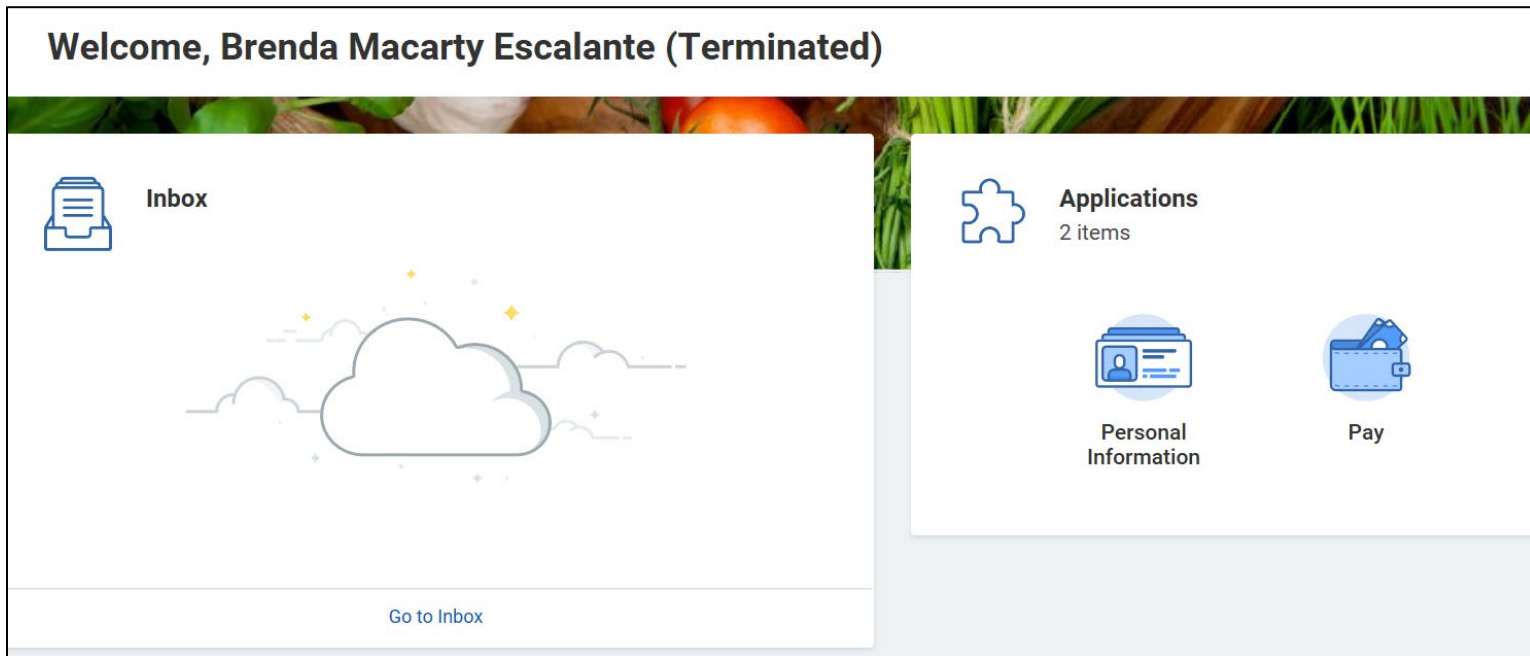 Welcome, Brenda Macarty Escalante (Terminated)
Inbox
Go to Inbox
Applications
2 items
Personal
Information
Pay